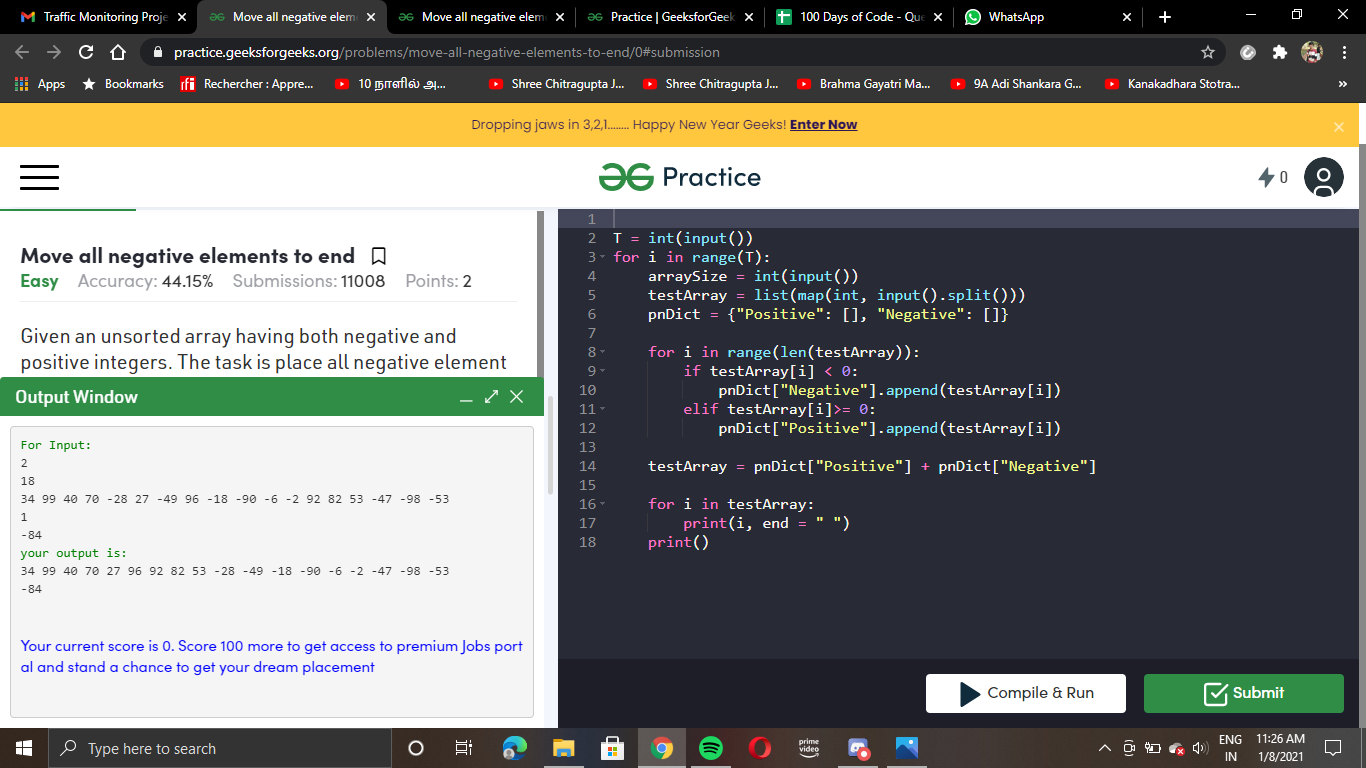 Traffic Monitoring Proje
Move all negative elem
Move all negative elem
Practice | GeeksforGeek
100 Days of Code - Que
WhatsApp
practice.geeksforgeeks.org/problems/move-all-negative-elements-to-end/0#submission
Apps
Bookmarks
Rechercher : Appre...
10 நாளில் அ...
Shree Chitragupta J...
Shree Chitragupta J...
Brahma Gayatri Ma...
9A Adi Shankara G...
Kanakadhara Stotra...
»
Dropping jaws in 3,2,1........ Happy New Year Geeks! Enter Now
Practice
0
Move all negative elements to end
Easy Accuracy: 44.15% Submissions: 11008 Points: 2
Given an unsorted array having both negative and
positive integers. The task is place all negative element
Output Window
For Input:
2
18
34 99 40 70 -28 27 -49 96 -18 -90 -6 -2 92 82 53 -47 -98 -53
1
-84
your output is:
34 99 40 70 27 96 92 82 53 -28 -49 -18 -90 -6 -2 -47 -98 -53
-84
Your current score is 0. Score 100 more to get access to premium Jobs port
al and stand a chance to get your dream placement
1
2 T = int(input())
3 for i in range(T):
4 arraySize = int(input())
5 testArray = list(map(int, input().split()))
6 pnDict = {"Positive": [], "Negative": []}
7
8 for i in range(len(testArray)):
9 if testArray[i] < 0:
10 pnDict["Negative"].append(testArray[i])
11 elif testArray[i]>= 0:
12 pnDict["Positive"].append(testArray[i])
13
14 testArray = pnDict["Positive"] + pnDict["Negative"]
15
16 for i in testArray:
17 print(i, end = " ")
18 print()
Compile & Run
Submit
Type here to search
prime
video
ENG
IN
11:26 AM
1/8/2021